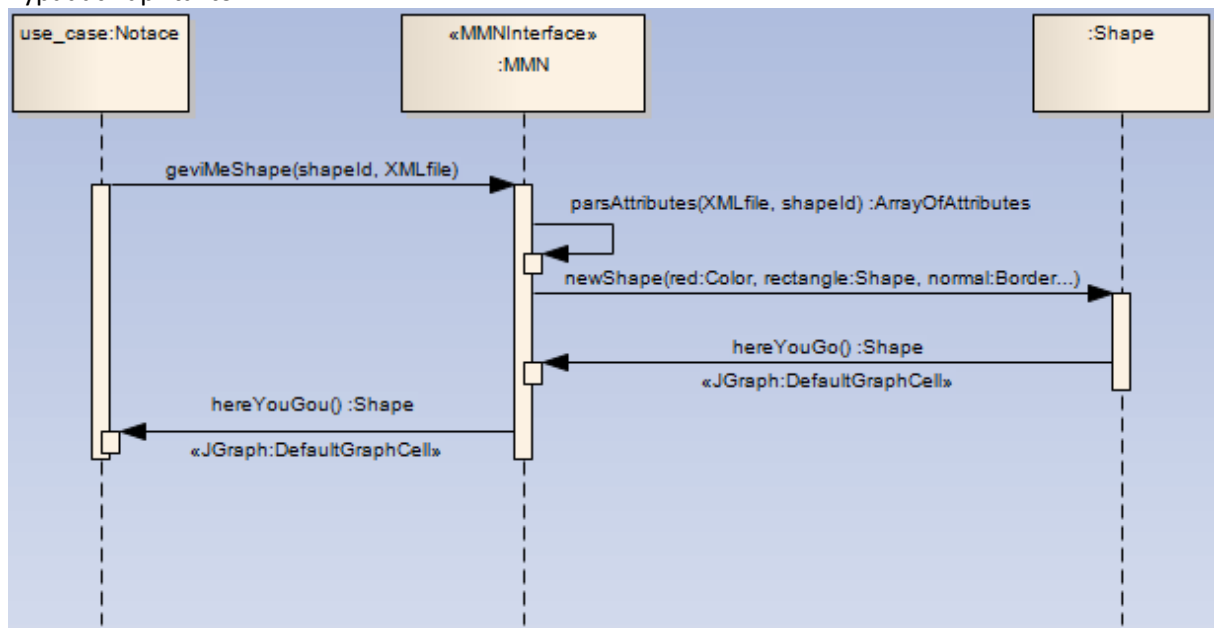 use_case:Notace
«MMNInterface»
:MMN
:Shape
geviMeShape(shapeId, XMLfile)
parsAttributes(XMLfile, shapeId) :ArrayOfAttributes
newShape(red:Color, rectangle:Shape, normal:Border...)
hereYouGo() :Shape
«JGraph:DefaultGraphCell»
hereYouGou() :Shape
«JGraph:DefaultGraphCell»